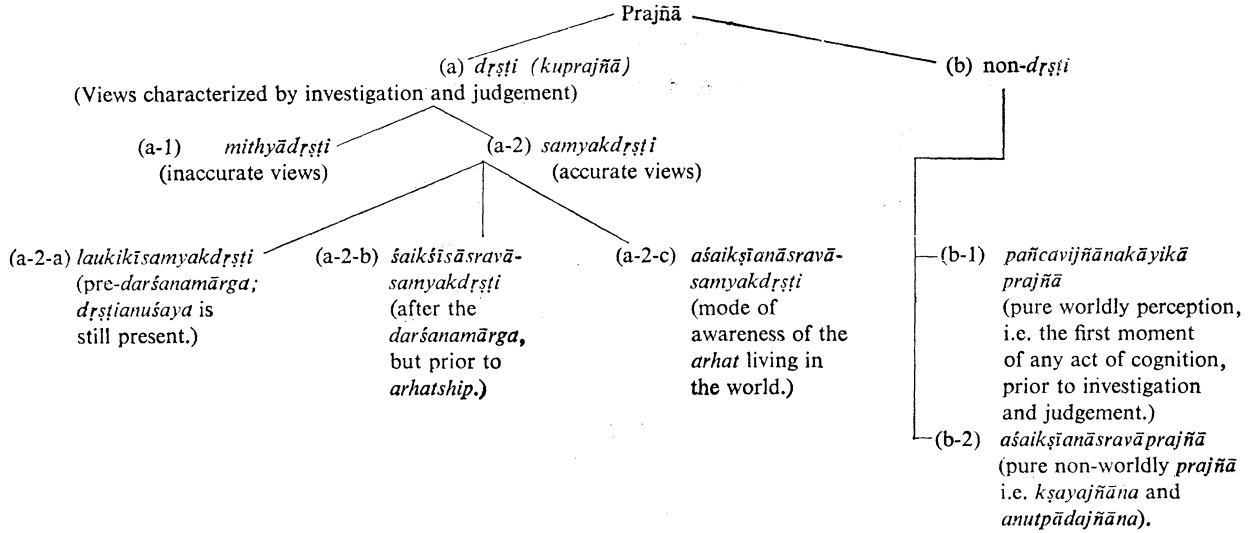 Prajñā
(a) dṛṣṭi (kuprajñā)
(Views characterized by investigation and judgement)
(b) non-dṛṣṭi
(a-1) mithyādṛṣṭi
(inaccurate views)
(a-2) samyakdṛṣṭi
(accurate views)
(a-2-a) laukikīsamyakdṛṣṭi
(pre-darśanamārga;
dṛṣṭianuśaya is
still present.)
(a-2-b) śaikśīsāsravā-
samyakdṛṣṭi
(after the
darśanamārga,
but prior to
arhatship.)
(a-2-c) aśaikṣīanāsravā-
samyakdṛṣṭi
(mode of
awareness of the
arhat living in
the world.)
(b-1) pañcavijñānakāyikā
prajñā
(pure worldly perception,
i.e. the first moment
of any act of cognition,
prior to investigation
and judgement.)
(b-2) aśaikṣīanāsravāprajñā
(pure non-worldly prajñā
i.e. kṣayajñāna and
anutpādajñāna).